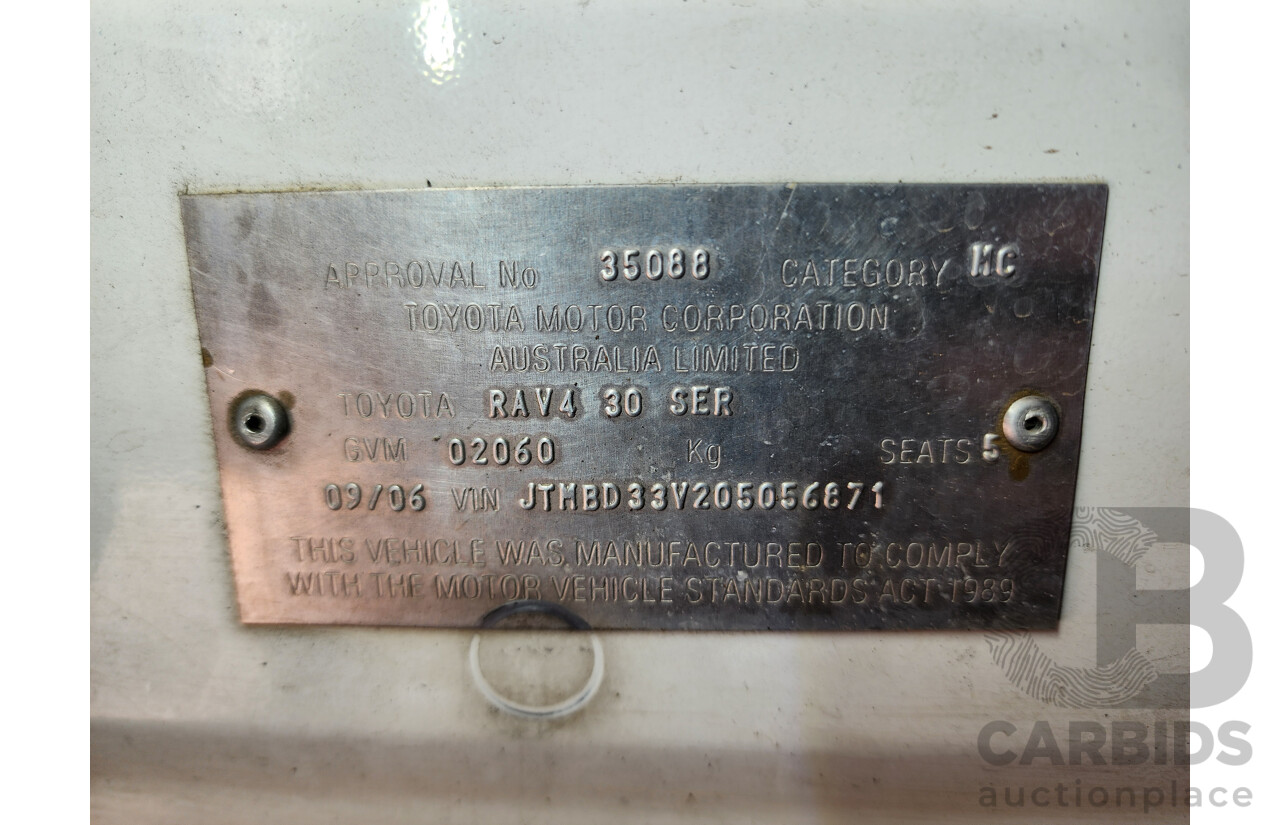 APPROVAL No 35088 CATEGORY MC
TOYOTA MOTOR CORPORATION
AUSTRALIA LIMITED
TOYOTA RAV4 30 SER
GVM 02060 Kg SEATS 5
09/06 VIN JTMBD33V205056871
THIS VEHICLE WAS MANUFACTURED TO COMPLY
WITH THE MOTOR VEHICLE STANDARDS ACT 1989
B
CARBIDS
auctionplace